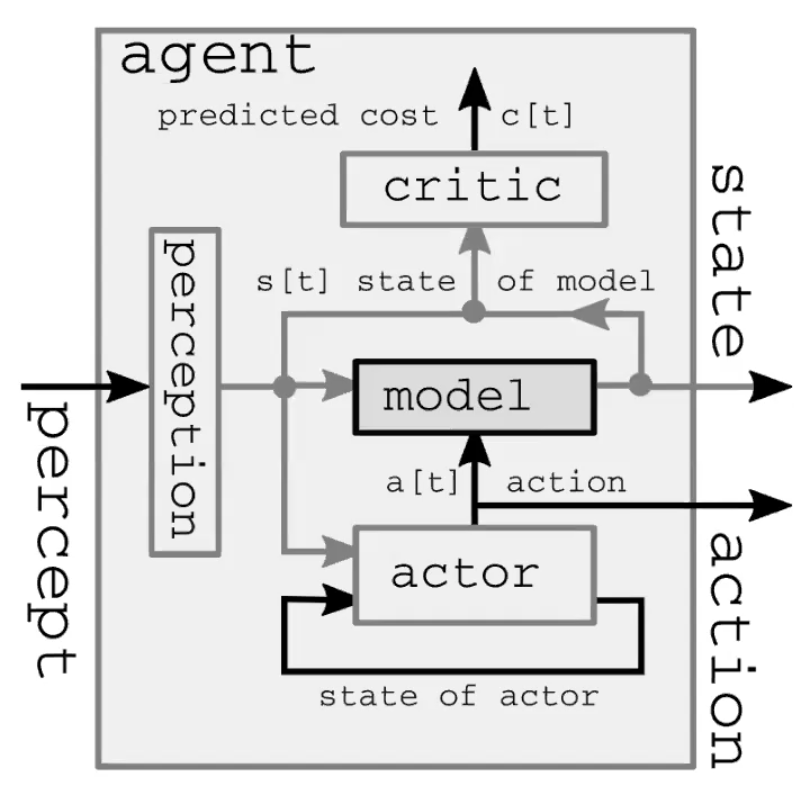 agent
predicted cost c[t]
critic
perception
s[t] state of model
state
model
percept
a[t] action
actor
action
state of actor